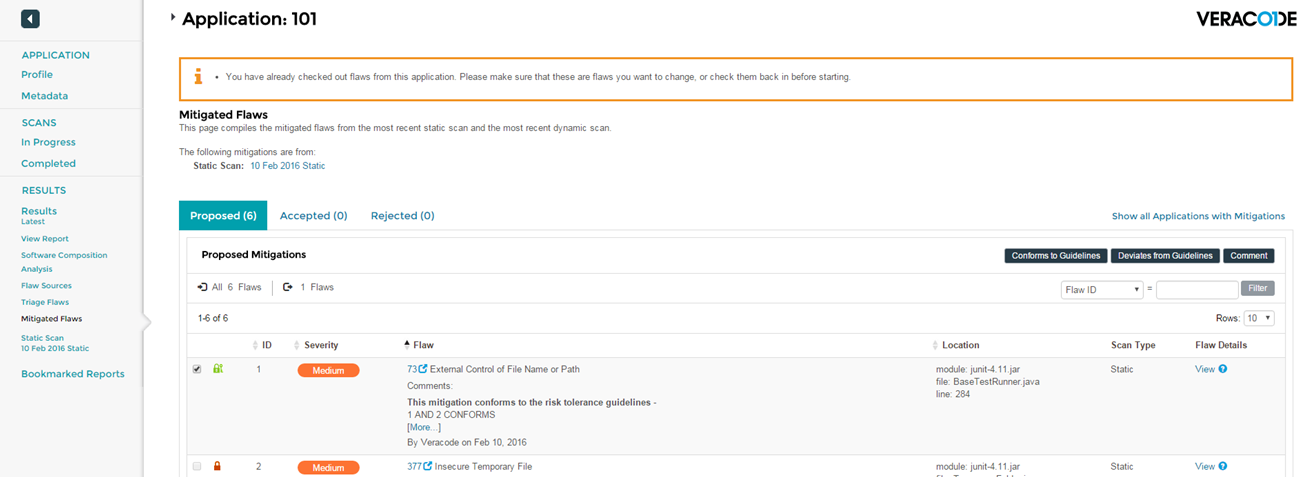 Application: 101
VERACODE
APPLICATION
Profile
Metadata
SCANS
In Progress
Completed
RESULTS
Results
Latest
View Report
Software Composition
Analysis
Flaw Sources
Triage Flaws
Mitigated Flaws
Static Scan
10 Feb 2016 Static
Bookmarked Reports
• You have already checked out flaws from this application. Please make sure that these are flaws you want to change, or check them back in before starting.
Mitigated Flaws
This page compiles the mitigated flaws from the most recent static scan and the most recent dynamic scan.
The following mitigations are from:
Static Scan: 10 Feb 2016 Static
Proposed (6) Accepted (0) Rejected (0) Show all Applications with Mitigations
Proposed Mitigations Conforms to Guidelines Deviates from Guidelines Comment
All 6 Flaws 1 Flaws Flaw ID = Filter
1-6 of 6 Rows: 10
ID Severity Flaw Location Scan Type Flaw Details
1 Medium 73 External Control of File Name or Path module: junit-4.11.jar Static View
Comments: file: BaseTestRunner.java
line: 284
This mitigation conforms to the risk tolerance guidelines -
1 AND 2 CONFORMS
[More...]
By Veracode on Feb 10, 2016
2 Medium 377 Insecure Temporary File module: junit-4.11.jar Static View